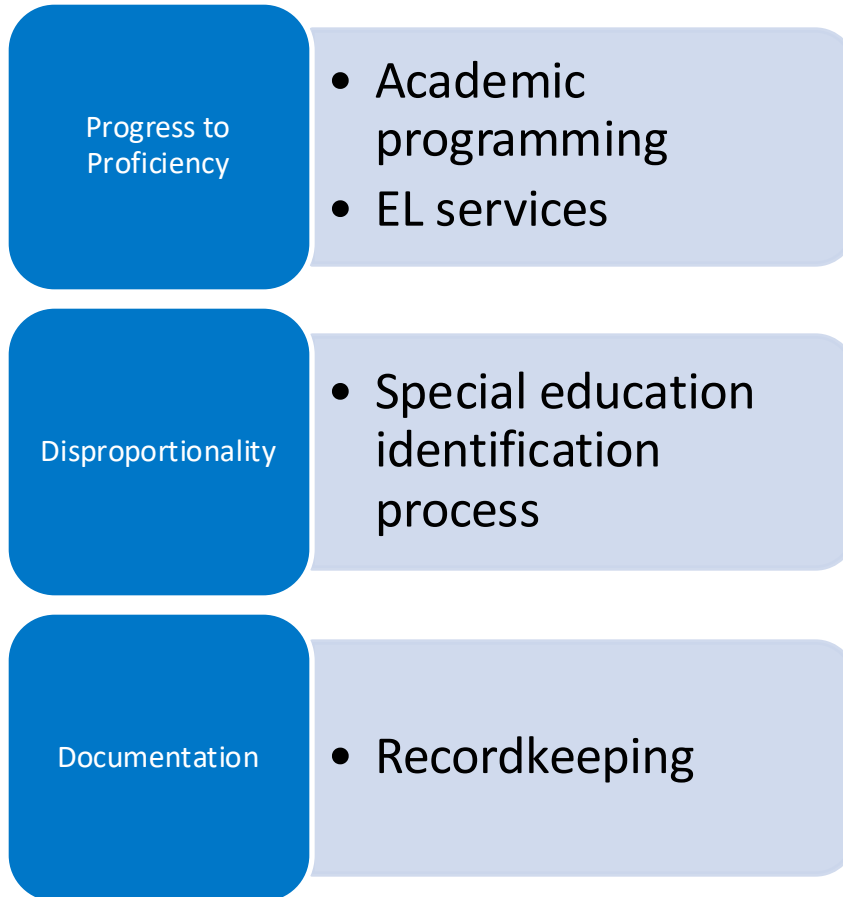 Progress to
Proficiency
• Academic
programming
• EL services
Disproportionality
• Special education
identification
process
Documentation
• Recordkeeping